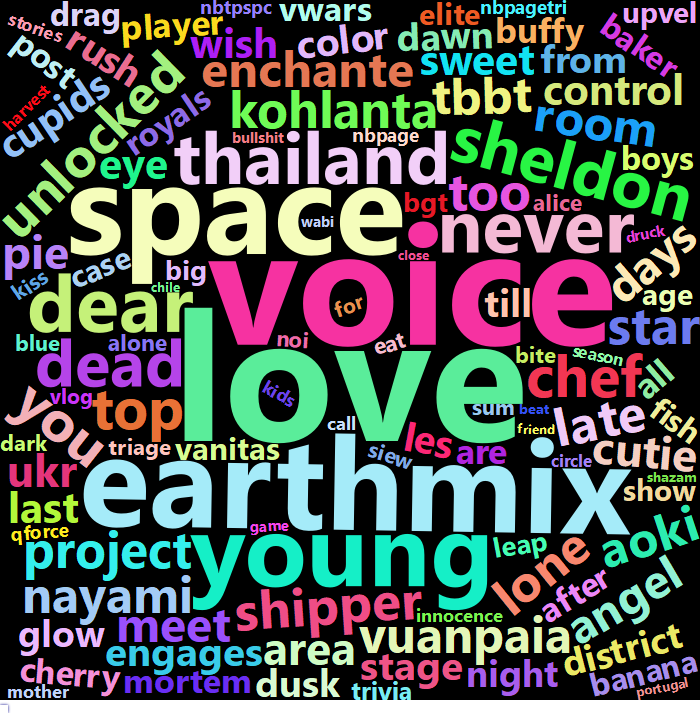 drag
player
nbtpspc
vwars
elite
nbpagetri
upvel
stories
rush
wish
color
dawn
buffy
baker
post
cupids
unlocked
enchante
sweet
from
harvest
royals
kohlanta
tbbt
control
bullshit
nbpage
room
eye
thailand
sheldon
boys
space
wabi
bgt
too
alice
never
druck
days
pie
case
big
close
kiss
chile
voice
dear
for
till
age
star
blue
alone
noi
eat
season
dead
love
bite
chef
all
vlog
kids
you
top
sum
beat
fish
call
friend
late
dark
triage
vanitas
siew
les
are
circle
cutie
ukr
earthmix
shazam
show
last
qforce
game
project
young
leap
lone
aoki
nayami
after
angel
shipper
innocence
glow
meet
vuanpaia
engages
area
district
cherry
mortem
stage
night
banana
mother
dusk
trivia
portugal